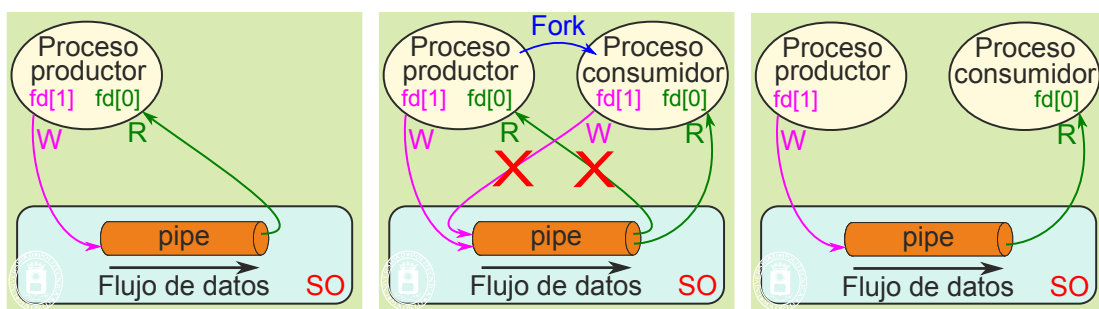 Proceso
productor
fd[1] fd[0]
W
R
pipe
Flujo de datos
SO
Fork
Proceso
productor
fd[1] fd[0]
Proceso
consumidor
fd[1] fd[0]
W
R
W
R
pipe
Flujo de datos
SO
Proceso
productor
fd[1]
Proceso
consumidor
fd[0]
W
R
pipe
Flujo de datos
SO